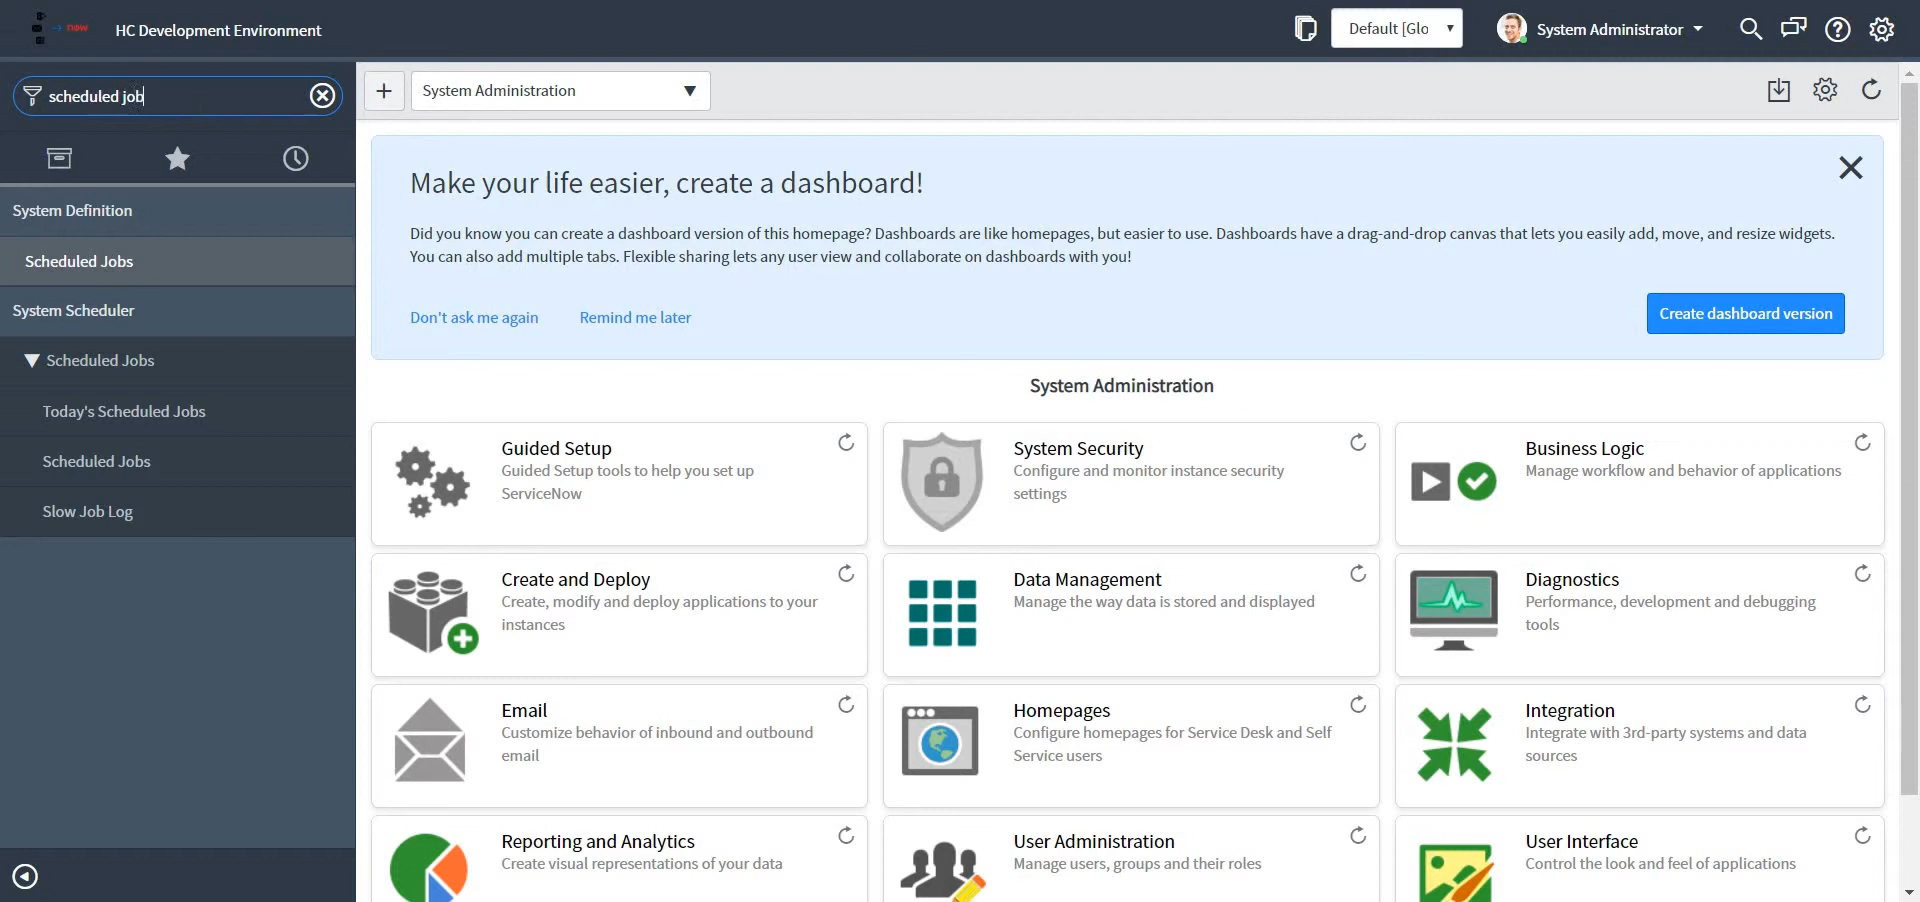 now
HC Development Environment
Default [Glo
System Administrator
scheduled job
System Administration
System Definition
Scheduled Jobs
System Scheduler
Scheduled Jobs
Today's Scheduled Jobs
Scheduled Jobs
Slow Job Log
Make your life easier, create a dashboard!
Did you know you can create a dashboard version of this homepage? Dashboards are like homepages, but easier to use. Dashboards have a drag-and-drop canvas that lets you easily add, move, and resize widgets.
You can also add multiple tabs. Flexible sharing lets any user view and collaborate on dashboards with you!
Don't ask me again
Remind me later
Create dashboard version
System Administration
Guided Setup
Guided Setup tools to help you set up
ServiceNow
System Security
Configure and monitor instance security
settings
Business Logic
Manage workflow and behavior of applications
Create and Deploy
Create, modify and deploy applications to your
instances
Data Management
Manage the way data is stored and displayed
Diagnostics
Performance, development and debugging
tools
Email
Customize behavior of inbound and outbound
email
Homepages
Configure homepages for Service Desk and Self
Service users
Integration
Integrate with 3rd-party systems and data
sources
Reporting and Analytics
Create visual representations of your data
User Administration
Manage users, groups and their roles
User Interface
Control the look and feel of applications